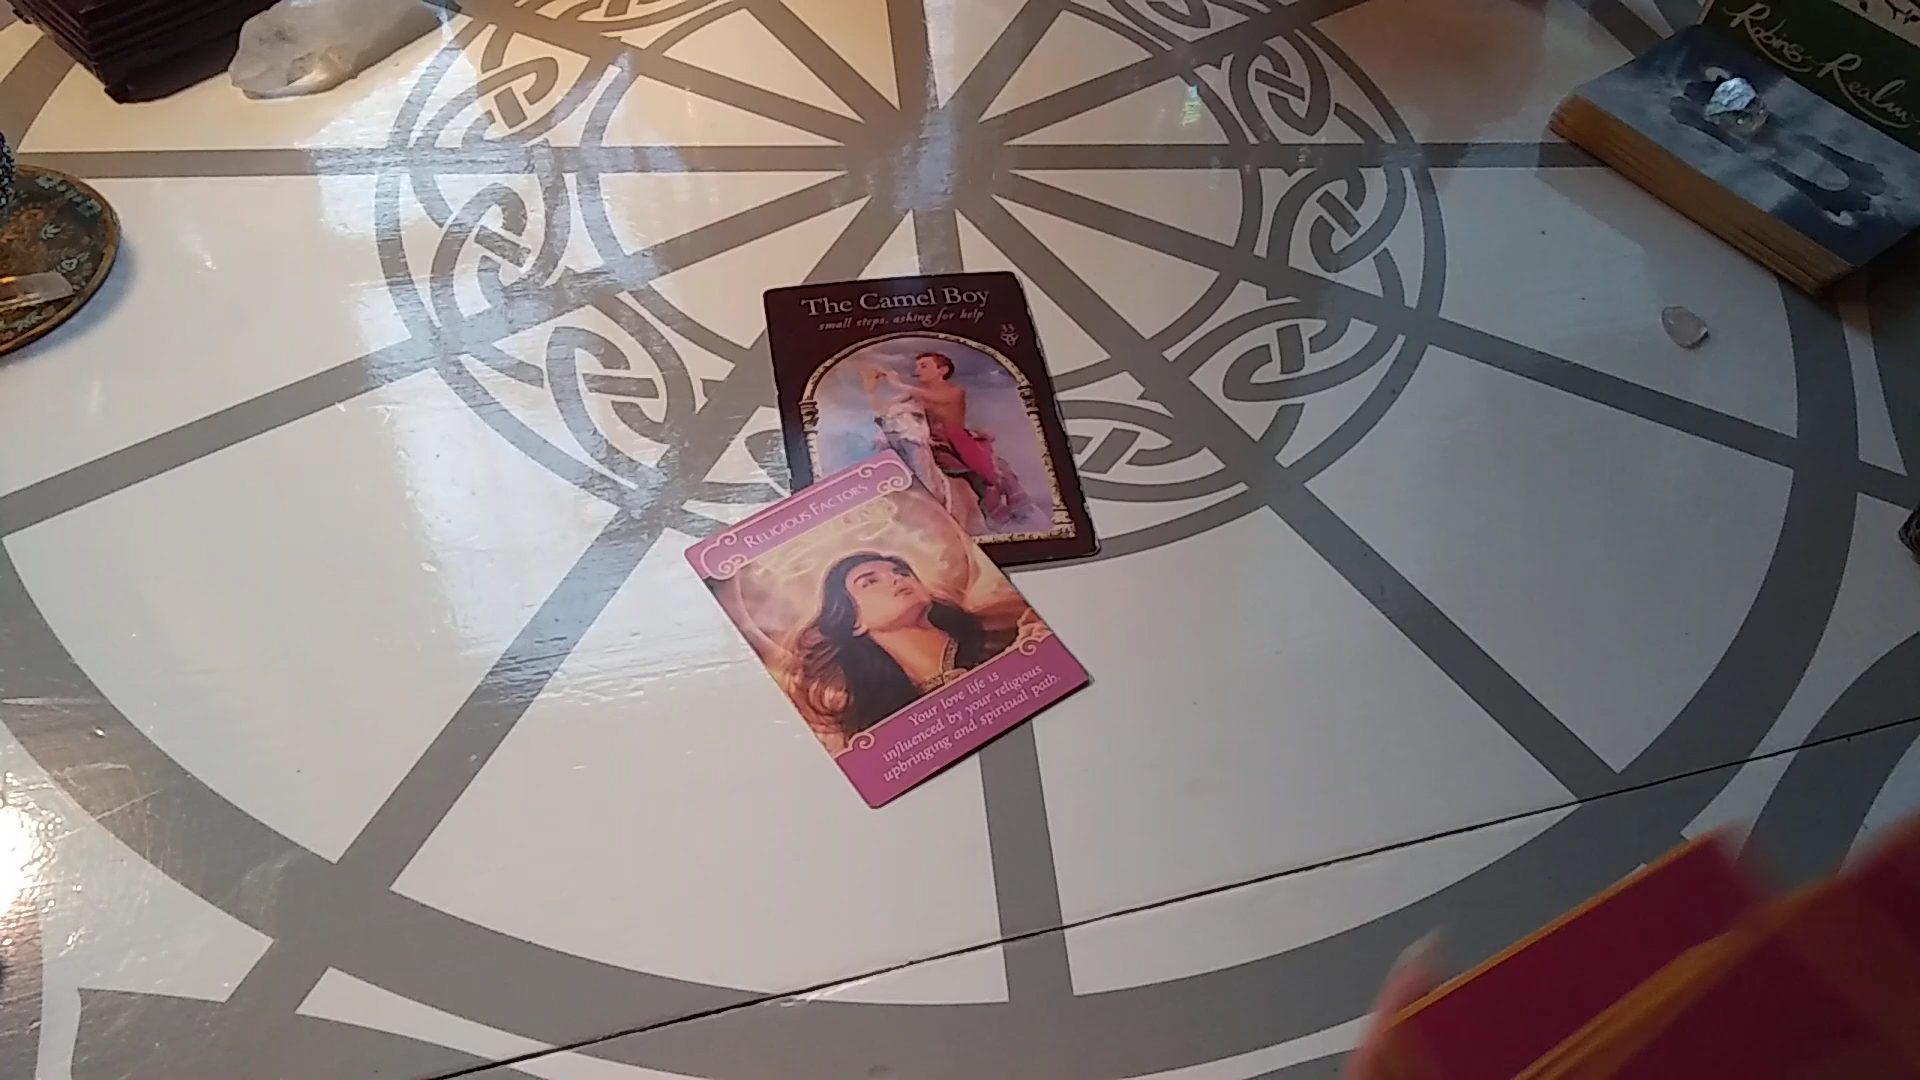 Robin's Realm
The Camel Boy
small steps, asking for help
33
RELIGIOUS FACTORS
Your love life is
influenced by your religious
upbringing and spiritual path.